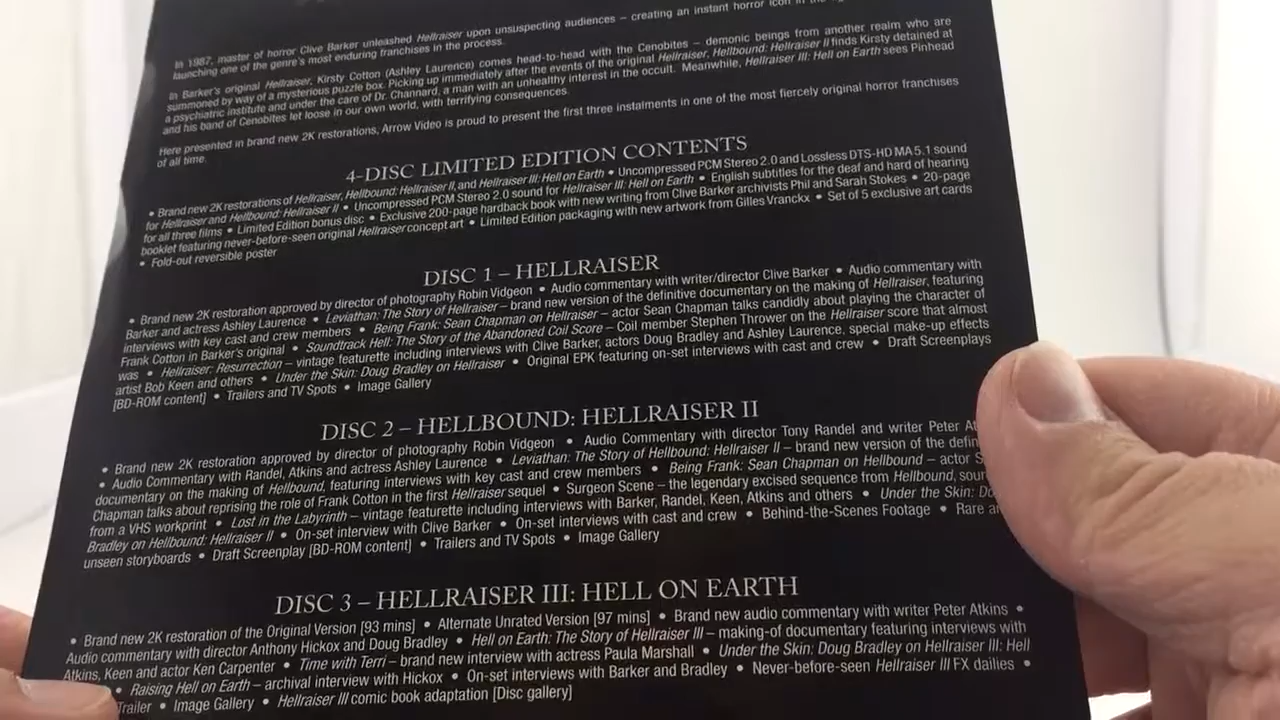 In 1987, master of horror Clive Barker unleashed Hellraiser upon unsuspecting audiences – creating an instant horror icon in the
launching one of the genre's most enduring franchises in the process.
In Barker's original Hellraiser, Kirsty Cotton (Ashley Laurence) comes head-to-head with the Cenobites – demonic beings from another realm who are
summoned by way of a mysterious puzzle box. Picking up immediately after the events of the original Hellraiser, Hellbound: Hellraiser II finds Kirsty detained at
a psychiatric institute and under the care of Dr. Channard, a man with an unhealthy interest in the occult. Meanwhile, Hellraiser III: Hell on Earth sees Pinhead
and his band of Cenobites let loose in our own world, with terrifying consequences.
Here presented in brand new 2K restorations, Arrow Video is proud to present the first three instalments in one of the most fiercely original horror franchises
of all time.
4-DISC LIMITED EDITION CONTENTS
• Brand new 2K restorations of Hellraiser, Hellbound: Hellraiser II, and Hellraiser III: Hell on Earth • Uncompressed PCM Stereo 2.0 and Lossless DTS-HD MA 5.1 sound
for Hellraiser and Hellbound: Hellraiser II • Uncompressed PCM Stereo 2.0 sound for Hellraiser III: Hell on Earth • English subtitles for the deaf and hard of hearing
for all three films • Limited Edition bonus disc • Exclusive 200-page hardback book with new writing from Clive Barker archivists Phil and Sarah Stokes • 20-page
booklet featuring never-before-seen original Hellraiser concept art • Limited Edition packaging with new artwork from Gilles Vranckx • Set of 5 exclusive art cards
• Fold-out reversible poster
DISC 1 – HELLRAISER
• Brand new 2K restoration approved by director of photography Robin Vidgeon • Audio commentary with writer/director Clive Barker • Audio commentary with
Barker and actress Ashley Laurence • Leviathan: The Story of Hellraiser – brand new version of the definitive documentary on the making of Hellraiser, featuring
interviews with key cast and crew members • Being Frank: Sean Chapman on Hellraiser – actor Sean Chapman talks candidly about playing the character of
Frank Cotton in Barker's original • Soundtrack Hell: The Story of the Abandoned Coil Score – Coil member Stephen Thrower on the Hellraiser score that almost
was • Hellraiser: Resurrection – vintage featurette including interviews with Clive Barker, actors Doug Bradley and Ashley Laurence, special make-up effects
artist Bob Keen and others • Under the Skin: Doug Bradley on Hellraiser • Original EPK featuring on-set interviews with cast and crew • Draft Screenplays
[BD-ROM content] • Trailers and TV Spots • Image Gallery
DISC 2 – HELLBOUND: HELLRAISER II
• Brand new 2K restoration approved by director of photography Robin Vidgeon • Audio Commentary with director Tony Randel and writer Peter At
• Audio Commentary with Randel, Atkins and actress Ashley Laurence • Leviathan: The Story of Hellbound: Hellraiser II – brand new version of the defin
documentary on the making of Hellbound, featuring interviews with key cast and crew members • Being Frank: Sean Chapman on Hellbound – actor S
Chapman talks about reprising the role of Frank Cotton in the first Hellraiser sequel • Surgeon Scene – the legendary excised sequence from Hellbound, sour
from a VHS workprint • Lost in the Labyrinth – vintage featurette including interviews with Barker, Randel, Keen, Atkins and others • Under the Skin: Do
Bradley on Hellbound: Hellraiser II • On-set interview with Clive Barker • On-set interviews with cast and crew • Behind-the-Scenes Footage • Rare an
unseen storyboards • Draft Screenplay [BD-ROM content] • Trailers and TV Spots • Image Gallery
DISC 3 – HELLRAISER III: HELL ON EARTH
• Brand new 2K restoration of the Original Version [93 mins] • Alternate Unrated Version [97 mins] • Brand new audio commentary with writer Peter Atkins •
Audio commentary with director Anthony Hickox and Doug Bradley • Hell on Earth: The Story of Hellraiser III – making-of documentary featuring interviews with
Atkins, Keen and actor Ken Carpenter • Time with Terri – brand new interview with actress Paula Marshall • Under the Skin: Doug Bradley on Hellraiser III: Hell
• Raising Hell on Earth – archival interview with Hickox • On-set interviews with Barker and Bradley • Never-before-seen Hellraiser III FX dailies •
Trailer • Image Gallery • Hellraiser III comic book adaptation [Disc gallery]